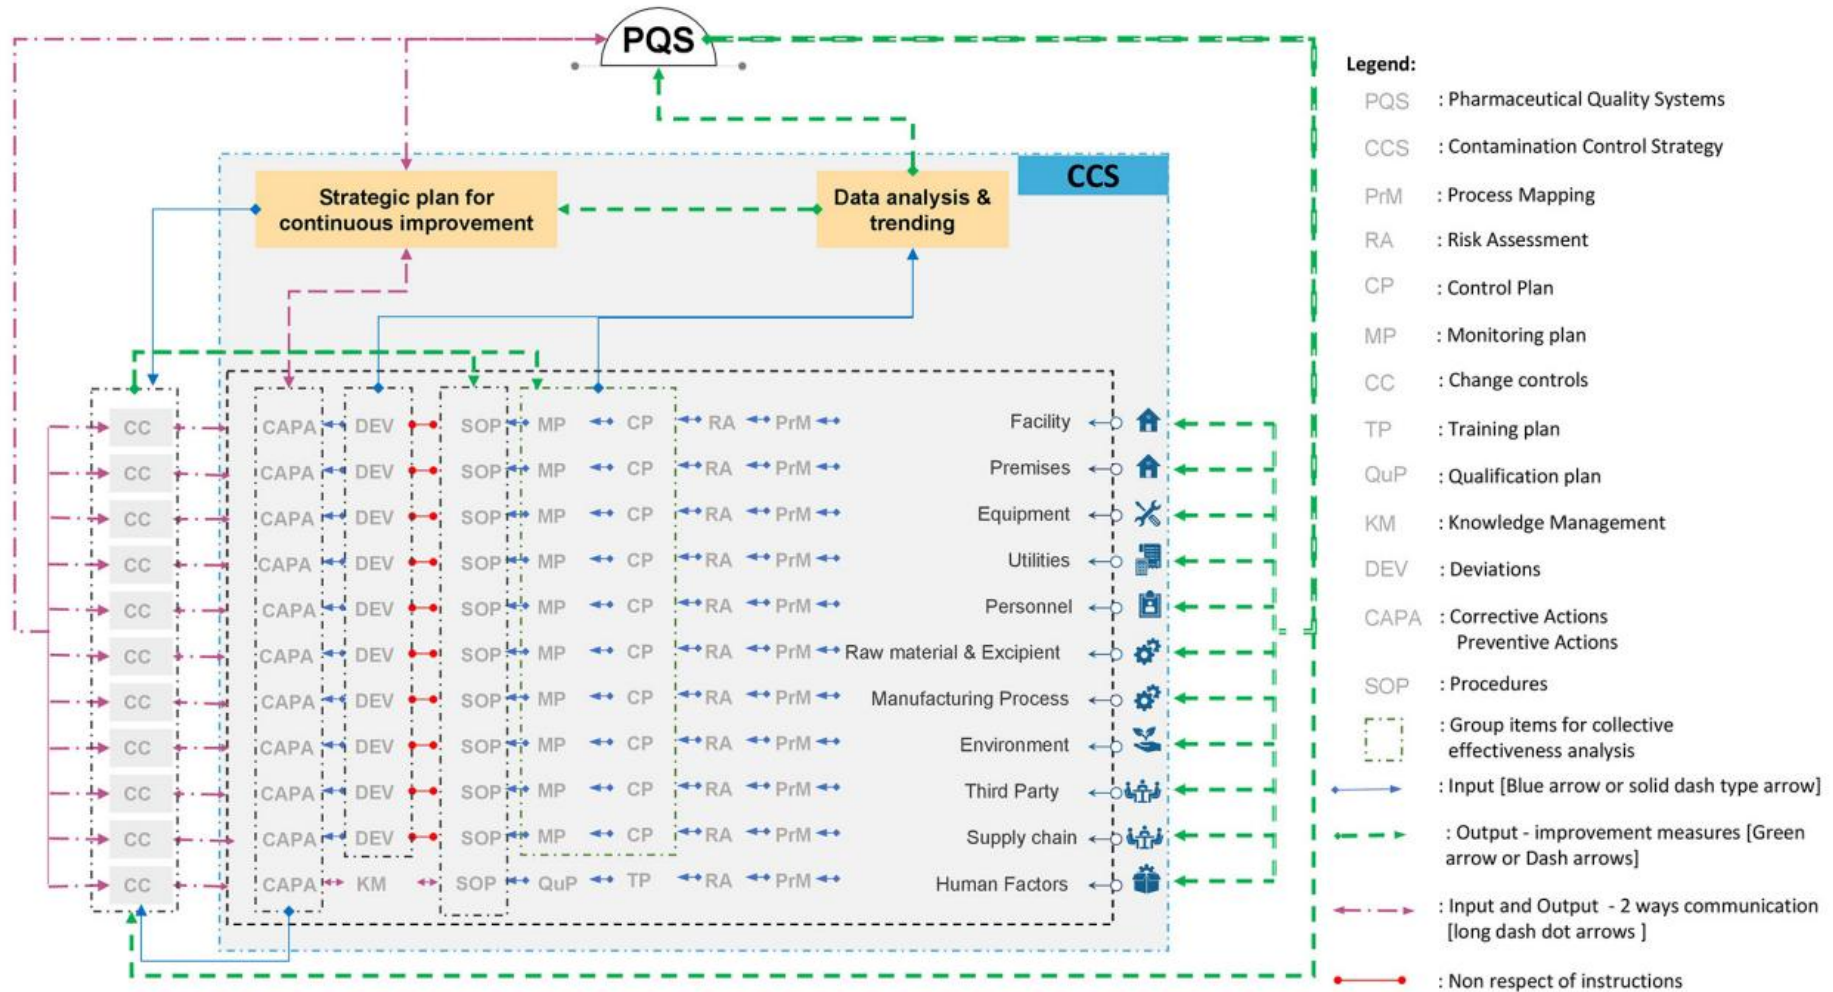 PQS
CCS
Strategic plan for
continuous improvement
Data analysis &
trending
CC CAPA DEV SOP MP CP RA PrM Facility
CC CAPA DEV SOP MP CP RA PrM Premises
CC CAPA DEV SOP MP CP RA PrM Equipment
CC CAPA DEV SOP MP CP RA PrM Utilities
CC CAPA DEV SOP MP CP RA PrM Personnel
CC CAPA DEV SOP MP CP RA PrM Raw material & Excipient
CC CAPA DEV SOP MP CP RA PrM Manufacturing Process
CC CAPA DEV SOP MP CP RA PrM Environment
CC CAPA DEV SOP MP CP RA PrM Third Party
CC CAPA DEV SOP MP CP RA PrM Supply chain
CC CAPA KM SOP QuP TP RA PrM Human Factors
Legend:
PQS : Pharmaceutical Quality Systems
CCS : Contamination Control Strategy
PrM : Process Mapping
RA : Risk Assessment
CP : Control Plan
MP : Monitoring plan
CC : Change controls
TP : Training plan
QuP : Qualification plan
KM : Knowledge Management
DEV : Deviations
CAPA : Corrective Actions
Preventive Actions
SOP : Procedures
: Group items for collective
effectiveness analysis
: Input [Blue arrow or solid dash type arrow]
: Output - improvement measures [Green
arrow or Dash arrows]
: Input and Output - 2 ways communication
[long dash dot arrows ]
: Non respect of instructions